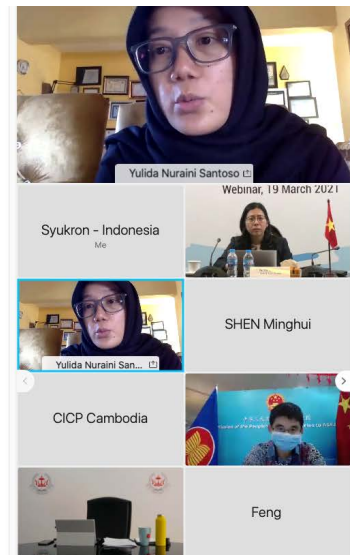 Yulida Nuraini Santoso
Syukron - Indonesia
Me
Webinar, 19 March 2021
Yulida Nuraini San...
SHEN Minghui
CICP Cambodia
Feng